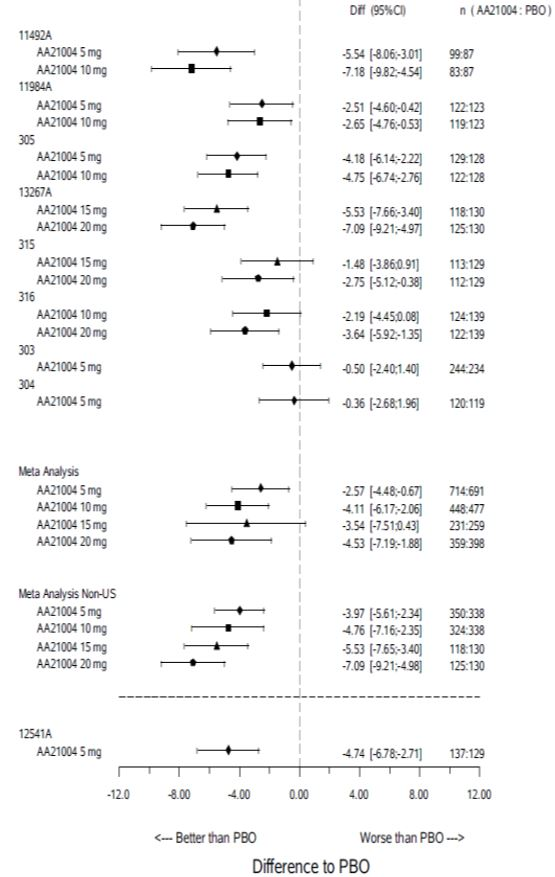 Diff (95%CI) n ( AA21004 : PBO)
11492A
AA21004 5 mg -5.54 [-8.06;-3.01] 99:87
AA21004 10 mg -7.18 [-9.82;-4.54] 83:87
11984A
AA21004 5 mg -2.51 [-4.60;-0.42] 122:123
AA21004 10 mg -2.65 [-4.76;-0.53] 119:123
305
AA21004 5 mg -4.18 [-6.14;-2.22] 129:128
AA21004 10 mg -4.75 [-6.74;-2.76] 122:128
13267A
AA21004 15 mg -5.53 [-7.66;-3.40] 118:130
AA21004 20 mg -7.09 [-9.21;-4.97] 125:130
315
AA21004 15 mg -1.48 [-3.86;0.91] 113:129
AA21004 20 mg -2.75 [-5.12;-0.38] 112:129
316
AA21004 10 mg -2.19 [-4.45;0.08] 124:139
AA21004 20 mg -3.64 [-5.92;-1.35] 122:139
303
AA21004 5 mg -0.50 [-2.40;1.40] 244:234
304
AA21004 5 mg -0.36 [-2.68;1.96] 120:119
Meta Analysis
AA21004 5 mg -2.57 [-4.48;-0.67] 714:691
AA21004 10 mg -4.11 [-6.17;-2.06] 448:477
AA21004 15 mg -3.54 [-7.51;0.43] 231:259
AA21004 20 mg -4.53 [-7.19;-1.88] 359:398
Meta Analysis Non-US
AA21004 5 mg -3.97 [-5.61;-2.34] 350:338
AA21004 10 mg -4.76 [-7.16;-2.35] 324:338
AA21004 15 mg -5.53 [-7.65;-3.40] 118:130
AA21004 20 mg -7.09 [-9.21;-4.98] 125:130
12541A
AA21004 5 mg -4.74 [-6.78;-2.71] 137:129
-12.0 -8.00 -4.00 0.00 4.00 8.00 12.00
<--- Better than PBO Worse than PBO --->
Difference to PBO